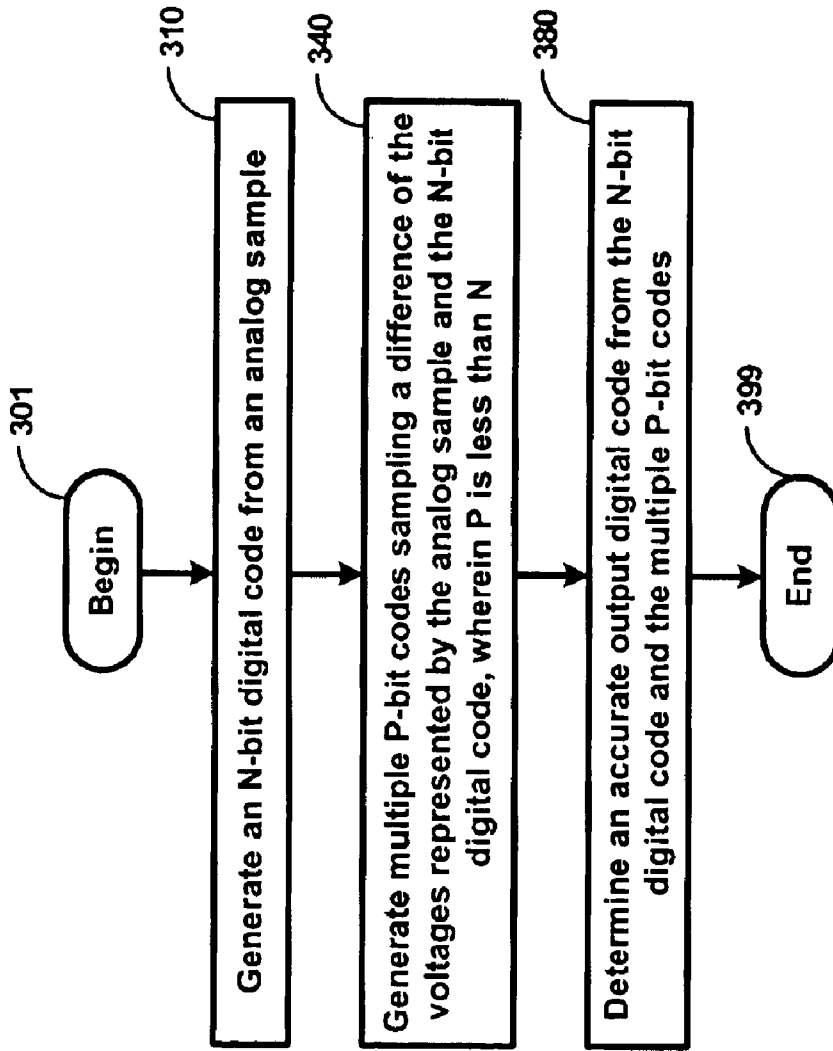 301
Begin
310
Generate an N-bit digital code from an analog sample
340
Generate multiple P-bit codes sampling a difference of the
voltages represented by the analog sample and the N-bit
digital code, wherein P is less than N
380
Determine an accurate output digital code from the N-bit
digital code and the multiple P-bit codes
399
End